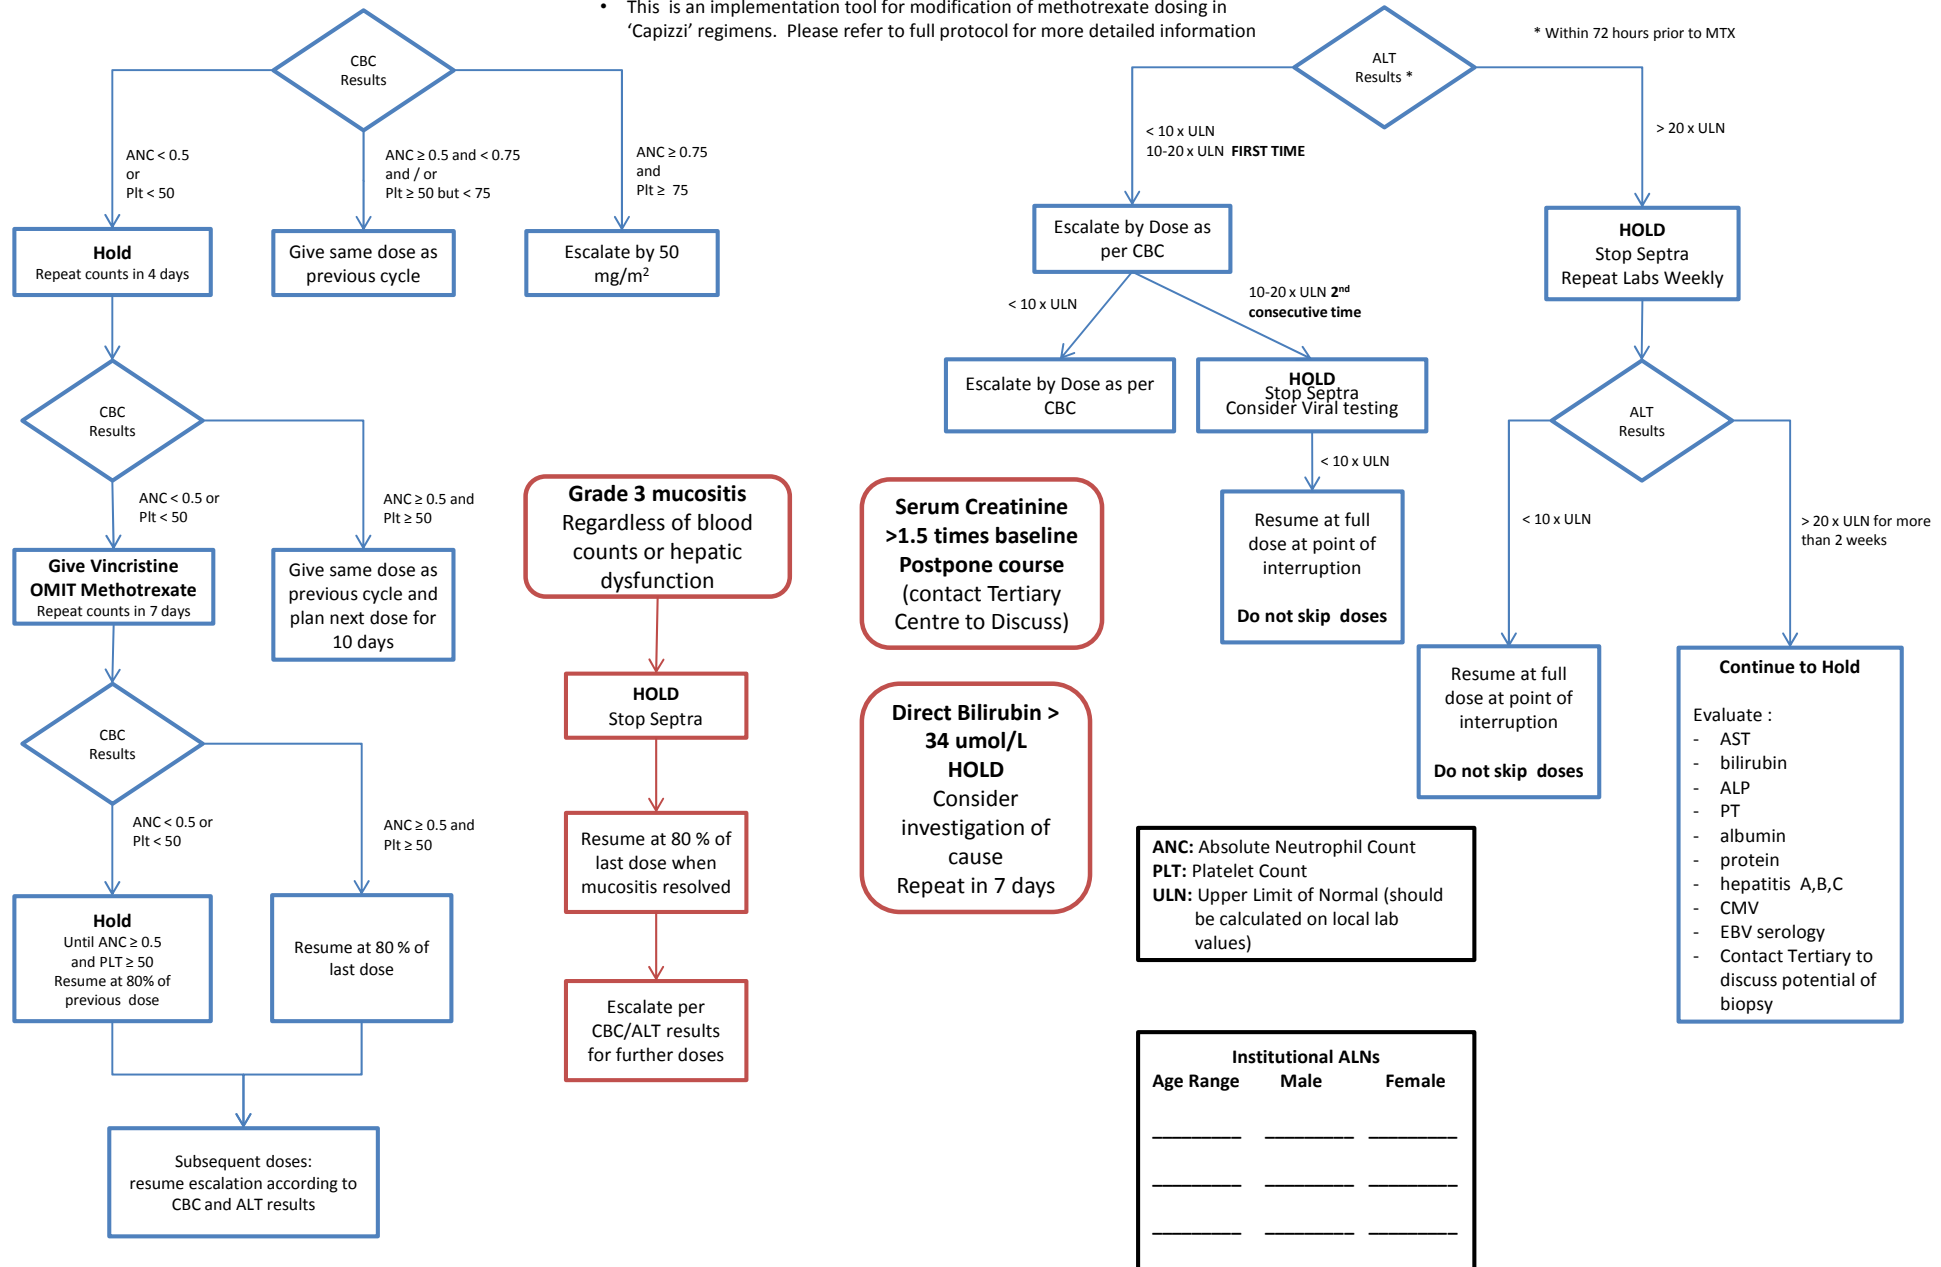 • This is an implementation tool for modification of methotrexate dosing in
‘Capizzi’ regimens. Please refer to full protocol for more detailed information
* Within 72 hours prior to MTX
CBC
Results
ANC < 0.5
or
Plt < 50
ANC ≥ 0.5 and < 0.75
and / or
Plt ≥ 50 but < 75
ANC ≥ 0.75
and
Plt ≥ 75
Hold
Repeat counts in 4 days
Give same dose as
previous cycle
Escalate by 50
mg/m²
CBC
Results
ANC < 0.5 or
Plt < 50
ANC ≥ 0.5 and
Plt ≥ 50
Give Vincristine
OMIT Methotrexate
Repeat counts in 7 days
Give same dose as
previous cycle and
plan next dose for
10 days
CBC
Results
ANC < 0.5 or
Plt < 50
ANC ≥ 0.5 and
Plt ≥ 50
Hold
Until ANC ≥ 0.5
and PLT ≥ 50
Resume at 80% of
previous dose
Resume at 80 % of
last dose
Subsequent doses:
resume escalation according to
CBC and ALT results
Grade 3 mucositis
Regardless of blood
counts or hepatic
dysfunction
HOLD
Stop Septra
Resume at 80 % of
last dose when
mucositis resolved
Escalate per
CBC/ALT results
for further doses
Serum Creatinine
>1.5 times baseline
Postpone course
(contact Tertiary
Centre to Discuss)
Direct Bilirubin >
34 umol/L
HOLD
Consider
investigation of
cause
Repeat in 7 days
ALT
Results *
< 10 x ULN
10-20 x ULN FIRST TIME
> 20 x ULN
Escalate by Dose as
per CBC
< 10 x ULN
10-20 x ULN 2nd
consecutive time
Escalate by Dose as per
CBC
HOLD
Stop Septra
Consider Viral testing
< 10 x ULN
Resume at full
dose at point of
interruption
Do not skip doses
HOLD
Stop Septra
Repeat Labs Weekly
ALT
Results
< 10 x ULN
> 20 x ULN for more
than 2 weeks
Resume at full
dose at point of
interruption
Do not skip doses
Continue to Hold
Evaluate :
- AST
- bilirubin
- ALP
- PT
- albumin
- protein
- hepatitis A,B,C
- CMV
- EBV serology
- Contact Tertiary to
discuss potential of
biopsy
ANC: Absolute Neutrophil Count
PLT: Platelet Count
ULN: Upper Limit of Normal (should
be calculated on local lab
values)
Institutional ALNs
Age Range Male Female
_________ _________ _________
_________ _________ _________
_________ _________ _________